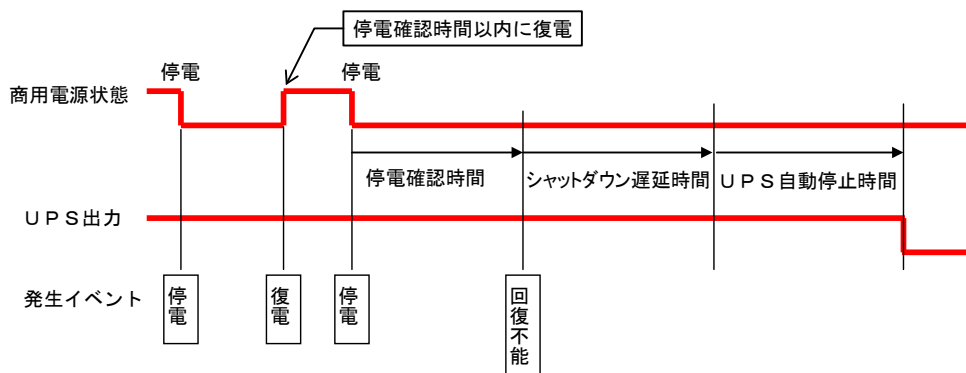 停電確認時間以内に復電
停電
停電
商用電源状態
停電確認時間
シャットダウン遅延時間
ＵＰＳ自動停止時間
ＵＰＳ出力
発生イベント
停電
復電
停電
回復不能